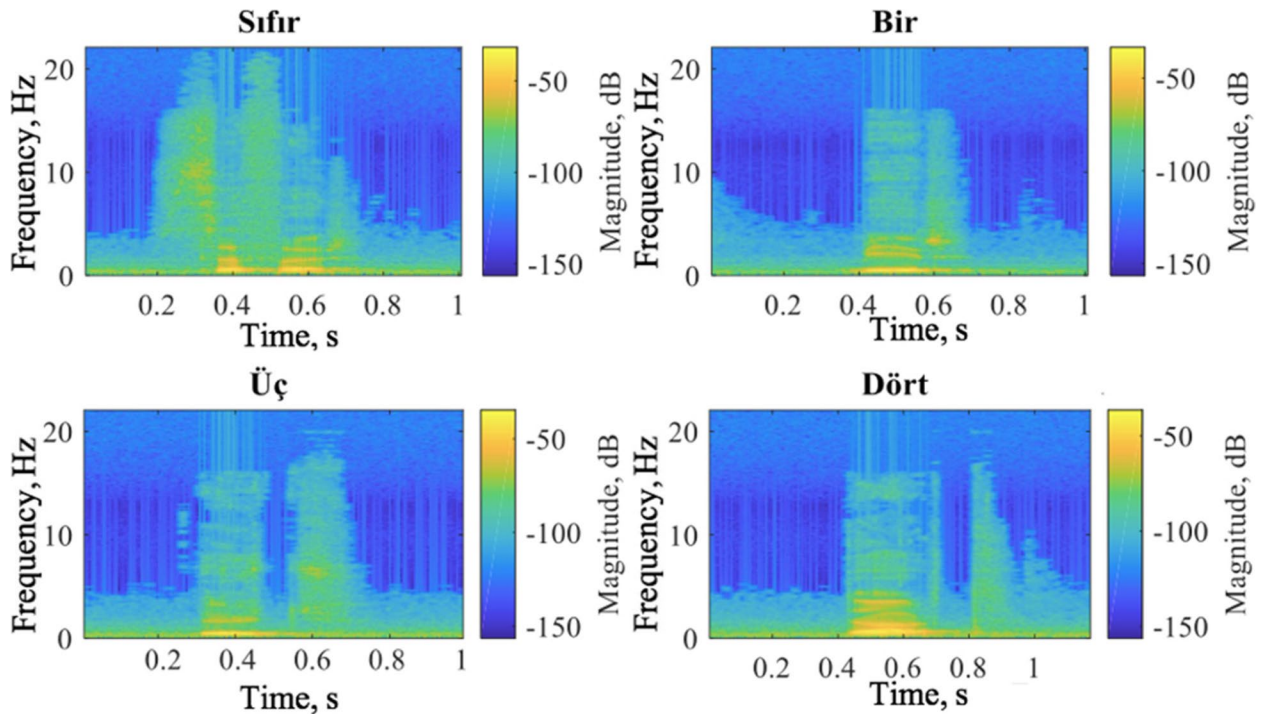 Sıfır
Frequency, Hz
20
10
0
0.2 0.4 0.6 0.8 1
Time, s
-50
-100
-150
Magnitude, dB
Bir
Frequency, Hz
20
10
0
0.2 0.4 0.6 0.8 1
Time, s
-50
-100
-150
Magnitude, dB
Üç
Frequency, Hz
20
10
0
0.2 0.4 0.6 0.8 1
Time, s
-50
-100
-150
Magnitude, dB
Dört
Frequency, Hz
20
10
0
0.2 0.4 0.6 0.8 1
Time, s
-50
-100
-150
Magnitude, dB